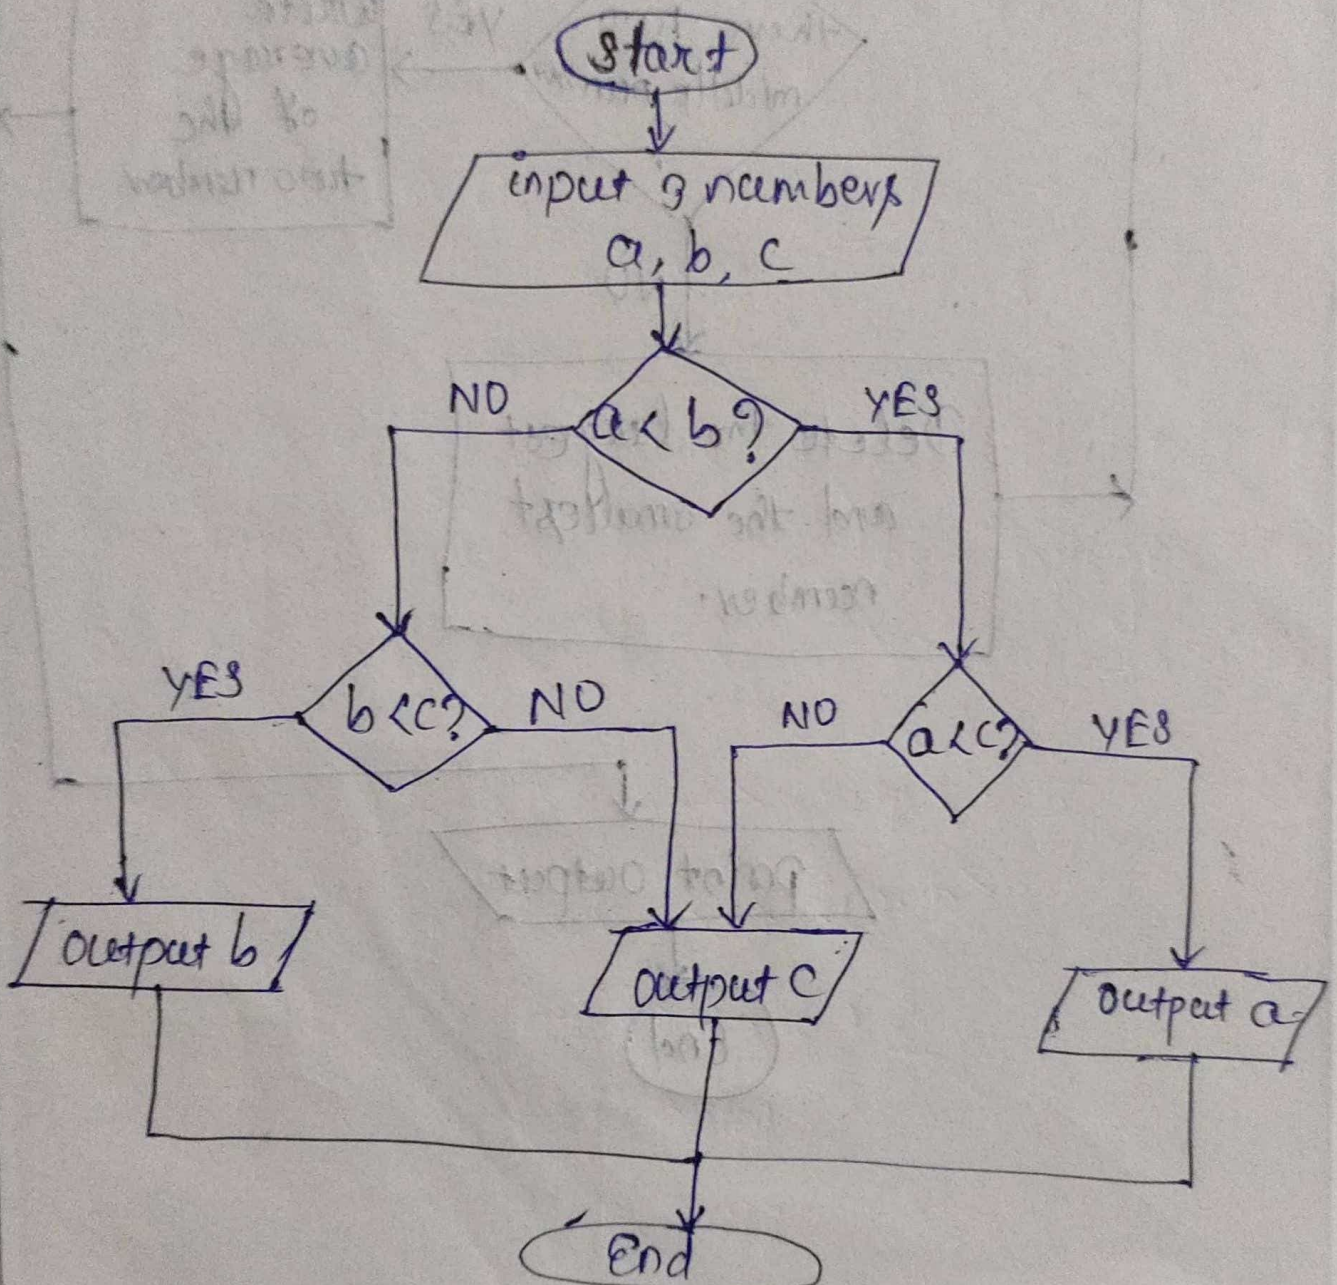 Start
input 3 numbers
a, b, c
NO
a < b?
YES
YES
b<c?
NO
NO
a<c?
YES
output b
output c
output a
End